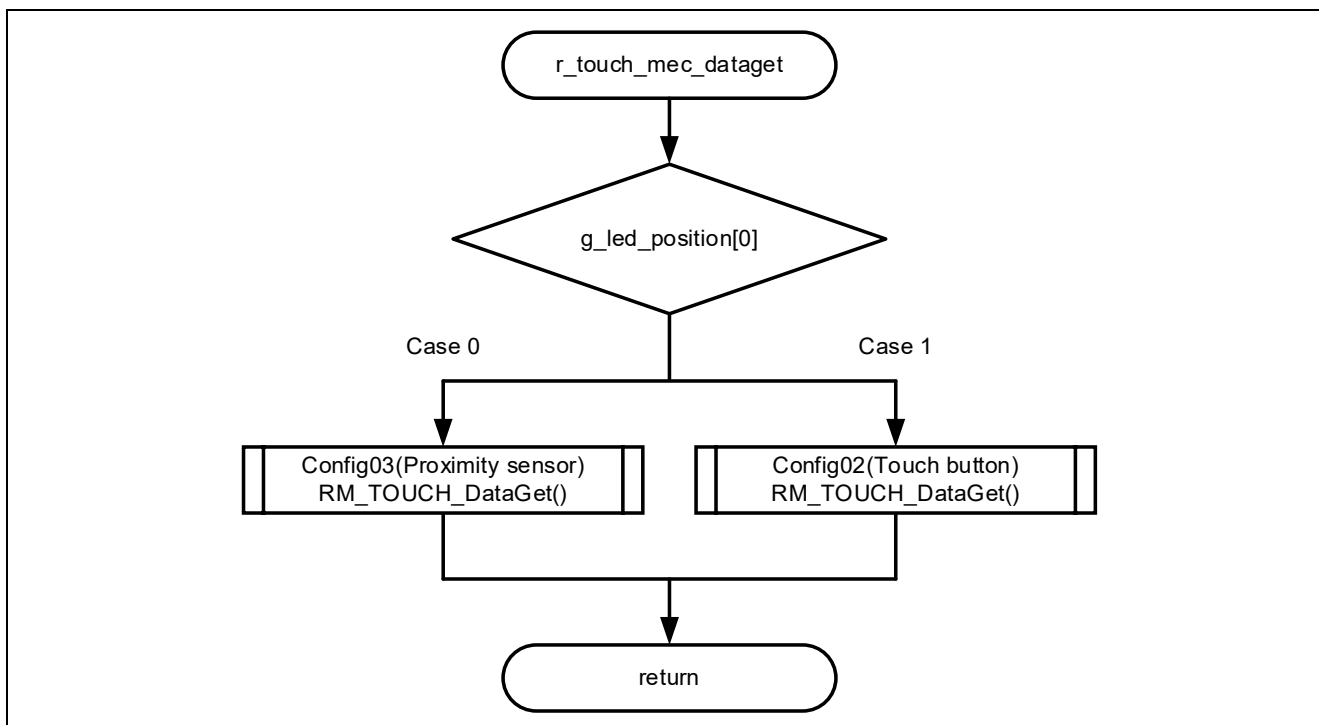 r_touch_mec_dataget
g_led_position[0]
Case 0
Case 1
Config03(Proximity sensor)
RM_TOUCH_DataGet()
Config02(Touch button)
RM_TOUCH_DataGet()
return